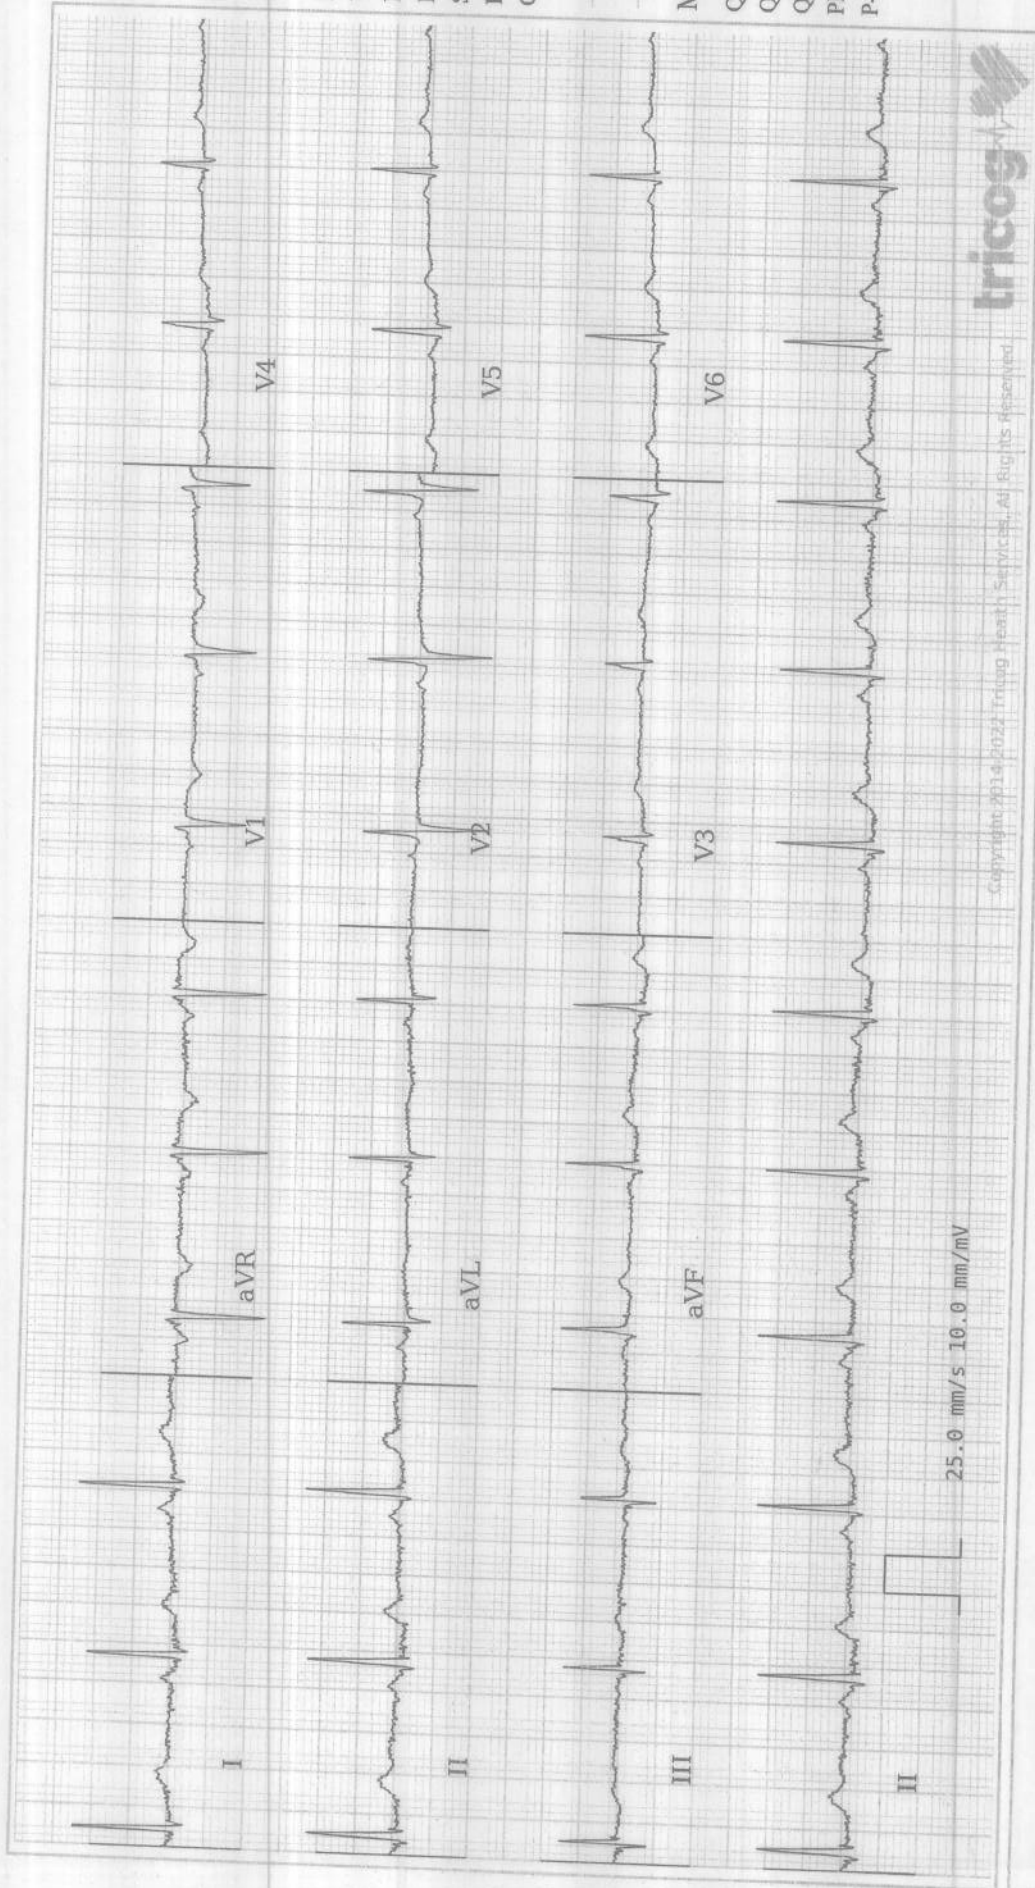 I
aVR
V1
V4
II
aVL
V2
V5
III
aVF
V3
V6
II
25.0 mm/s 10.0 mm/mV
Copyright 2014-2022 Tricog Health Services, All Rights Reserved
tricog
M
Q
Q
Q
P
P